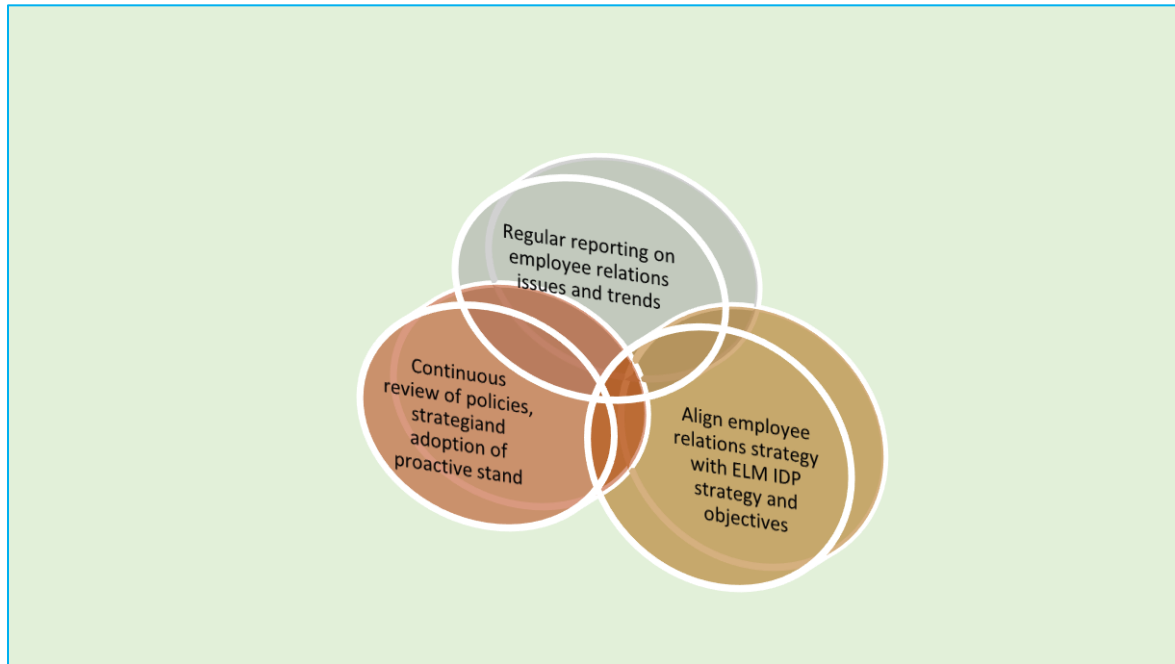 Regular reporting on
employee relations
issues and trends
Continuous
review of policies,
strategiand
adoption of
proactive stand
Align employee
relations strategy
with ELM IDP
strategy and
objectives